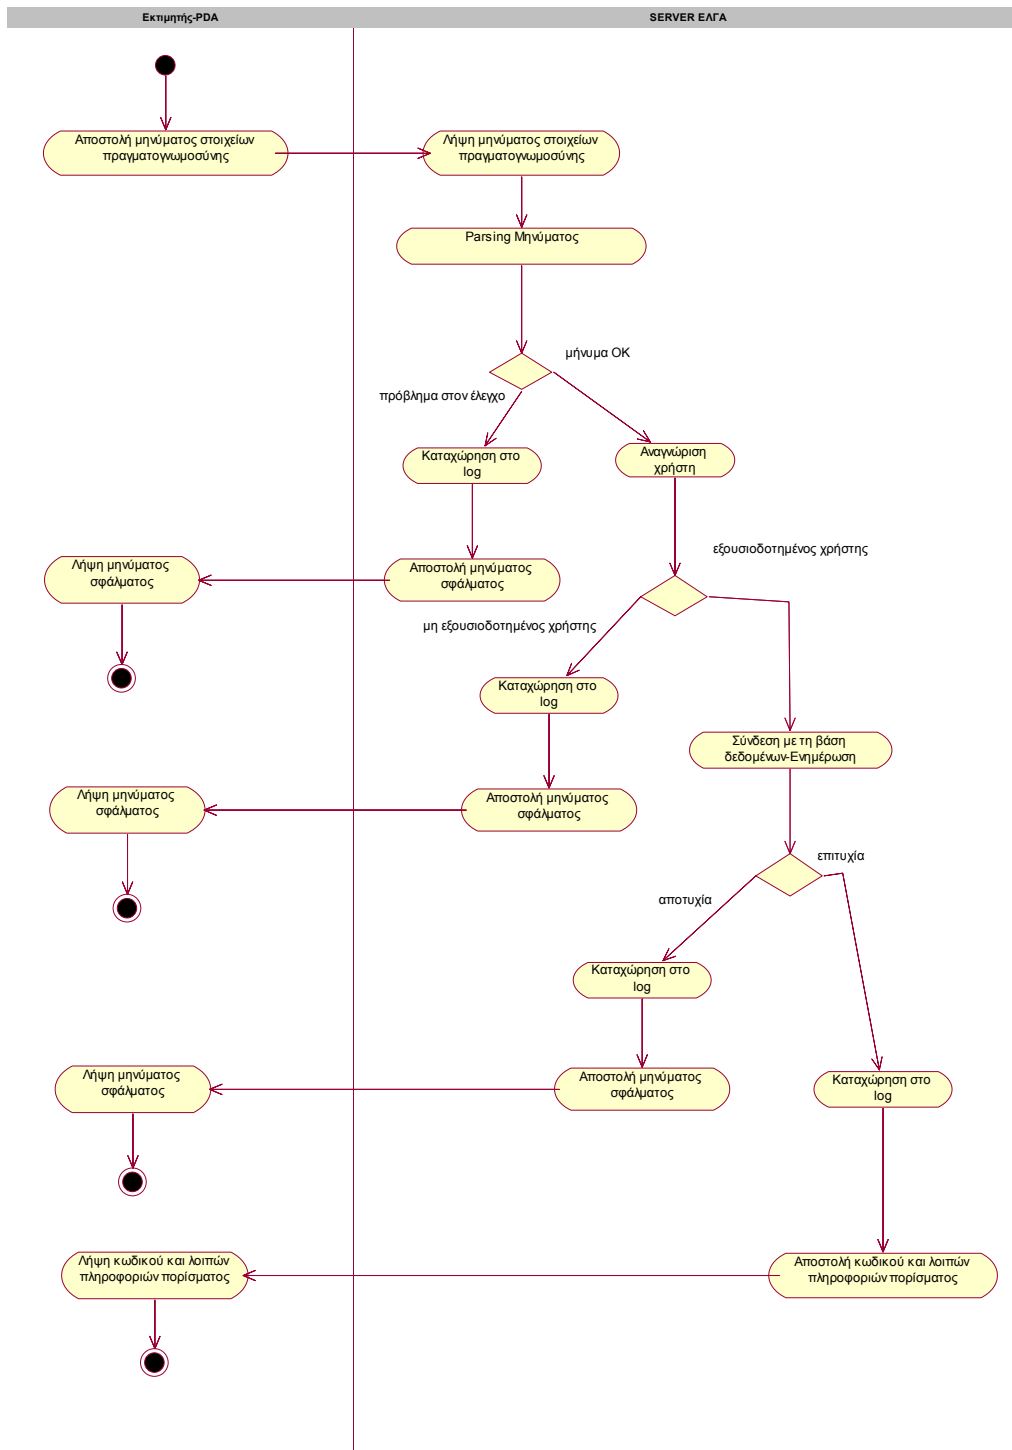 Εκτιμητής-PDA
SERVER ΕΛΓΑ
Αποστολή μηνύματος στοιχείων
πραγματογνωμοσύνης
Λήψη μηνύματος στοιχείων
πραγματογνωμοσύνης
Parsing Μηνύματος
μήνυμα ΟΚ
πρόβλημα στον έλεγχο
Καταχώρηση στο
log
Αναγνώριση
χρήστη
εξουσιοδοτημένος χρήστης
Λήψη μηνύματος
σφάλματος
Αποστολή μηνύματος
σφάλματος
μη εξουσιοδοτημένος χρήστης
Καταχώρηση στο
log
Σύνδεση με τη βάση
δεδομένων-Ενημέρωση
Λήψη μηνύματος
σφάλματος
Αποστολή μηνύματος
σφάλματος
επιτυχία
αποτυχία
Καταχώρηση στο
log
Λήψη μηνύματος
σφάλματος
Αποστολή μηνύματος
σφάλματος
Καταχώρηση στο
log
Λήψη κωδικού και λοιπών
πληροφοριών πορίσματος
Αποστολή κωδικού και λοιπών
πληροφοριών πορίσματος